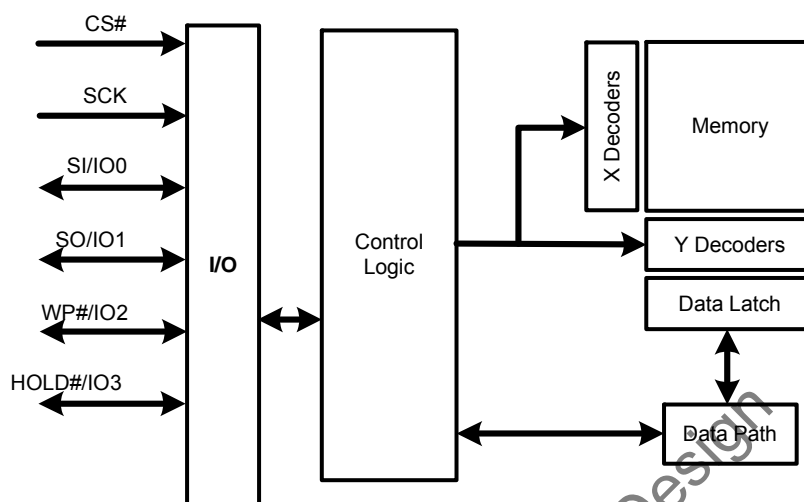 CS#
SCK
SI/IO0
SO/IO1
WP#/IO2
HOLD#/IO3
I/O
Control
Logic
X Decoders
Memory
Y Decoders
Data Latch
Data Path
Design